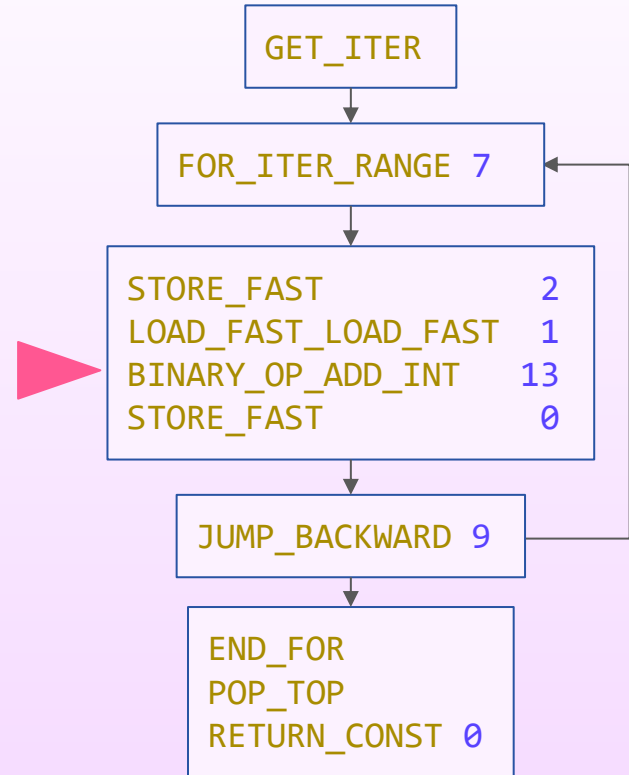 GET_ITER
FOR_ITER_RANGE 7
STORE_FAST 2
LOAD_FAST_LOAD_FAST 1
BINARY_OP_ADD_INT 13
STORE_FAST 0
JUMP_BACKWARD 9
END_FOR
POP_TOP
RETURN_CONST 0